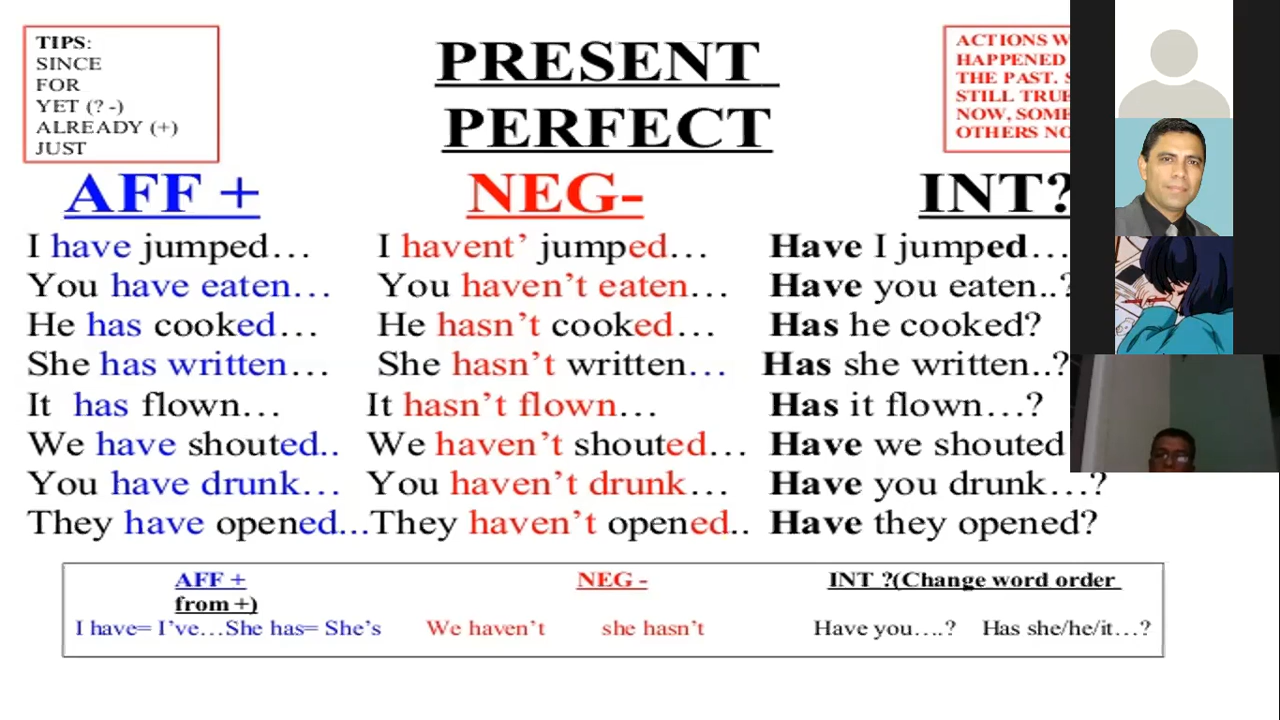 TIPS:
SINCE
FOR
YET (? -)
ALREADY (+)
JUST
PRESENT
PERFECT
ACTIONS
HAPPENED
THE PAST.
STILL
NOW,
OTHERS
AFF +
I have jumped…
You have eaten…
He has cooked…
She has written…
It has flown…
We have shouted..
You have drunk…
They have opened...
NEG-
I havent’ jumped…
You haven’t eaten…
He hasn’t cooked…
She hasn’t written…
It hasn’t flown…
We haven’t shouted…
You haven’t drunk…
They haven’t opened..
INT?
Have I jumped…
Have you eaten..?
Has he cooked?
Has she written..?
Has it flown…?
Have we shouted
Have you drunk…?
Have they opened?
AFF +
from +)
I have= I’ve…She has= She’s
NEG -
We haven’t she hasn’t
INT ?(Change word order
Have you….? Has she/he/it…?